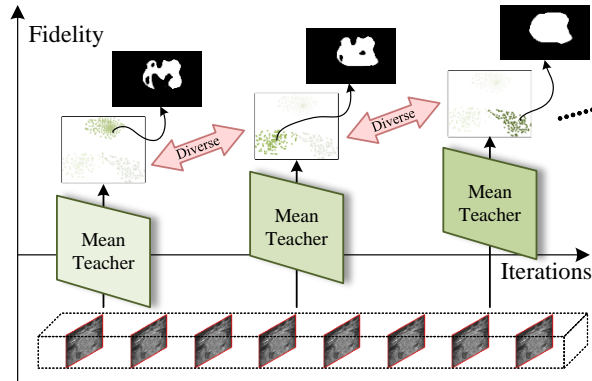 Fidelity
Diverse
Diverse
Mean
Teacher
Mean
Teacher
Mean
Teacher
Iterations